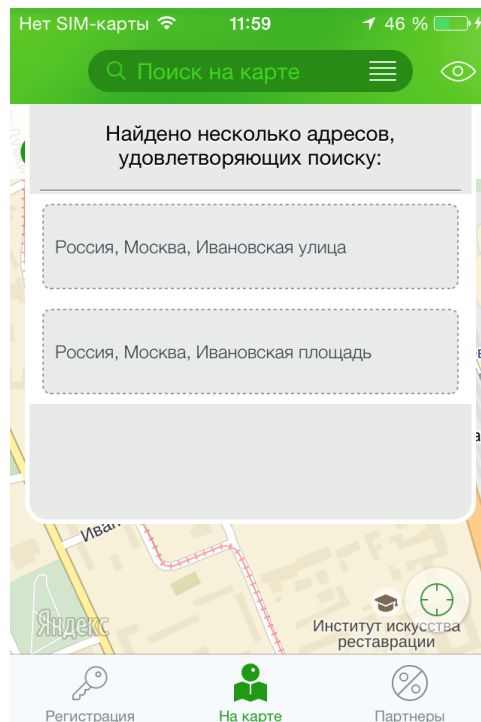 Нет SIM-карты 11:59 46 %
Поиск на карте
Найдено несколько адресов,
удовлетворяющих поиску:
Россия, Москва, Ивановская улица
Россия, Москва, Ивановская площадь
Иван
Яндекс
Институт искусства
реставрации
Регистрация На карте Партнеры